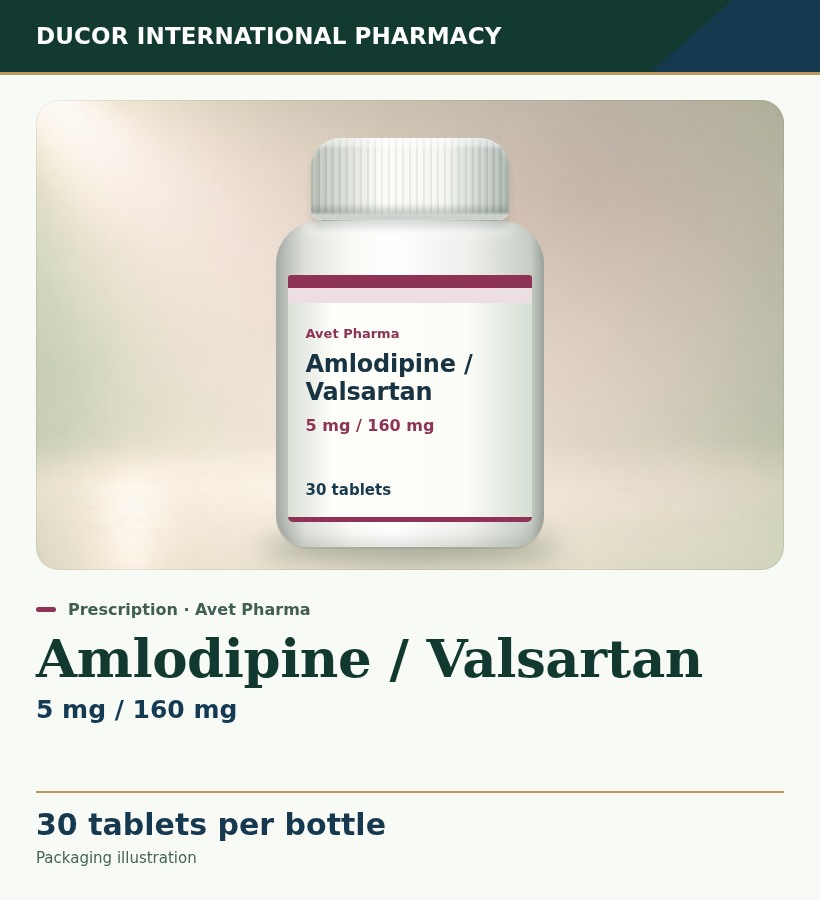 DUCOR INTERNATIONAL PHARMACY
Avet Pharma
Amlodipine /
Valsartan
5 mg / 160 mg
30 tablets
Prescription · Avet Pharma
Amlodipine / Valsartan
5 mg / 160 mg
30 tablets per bottle
Packaging illustration